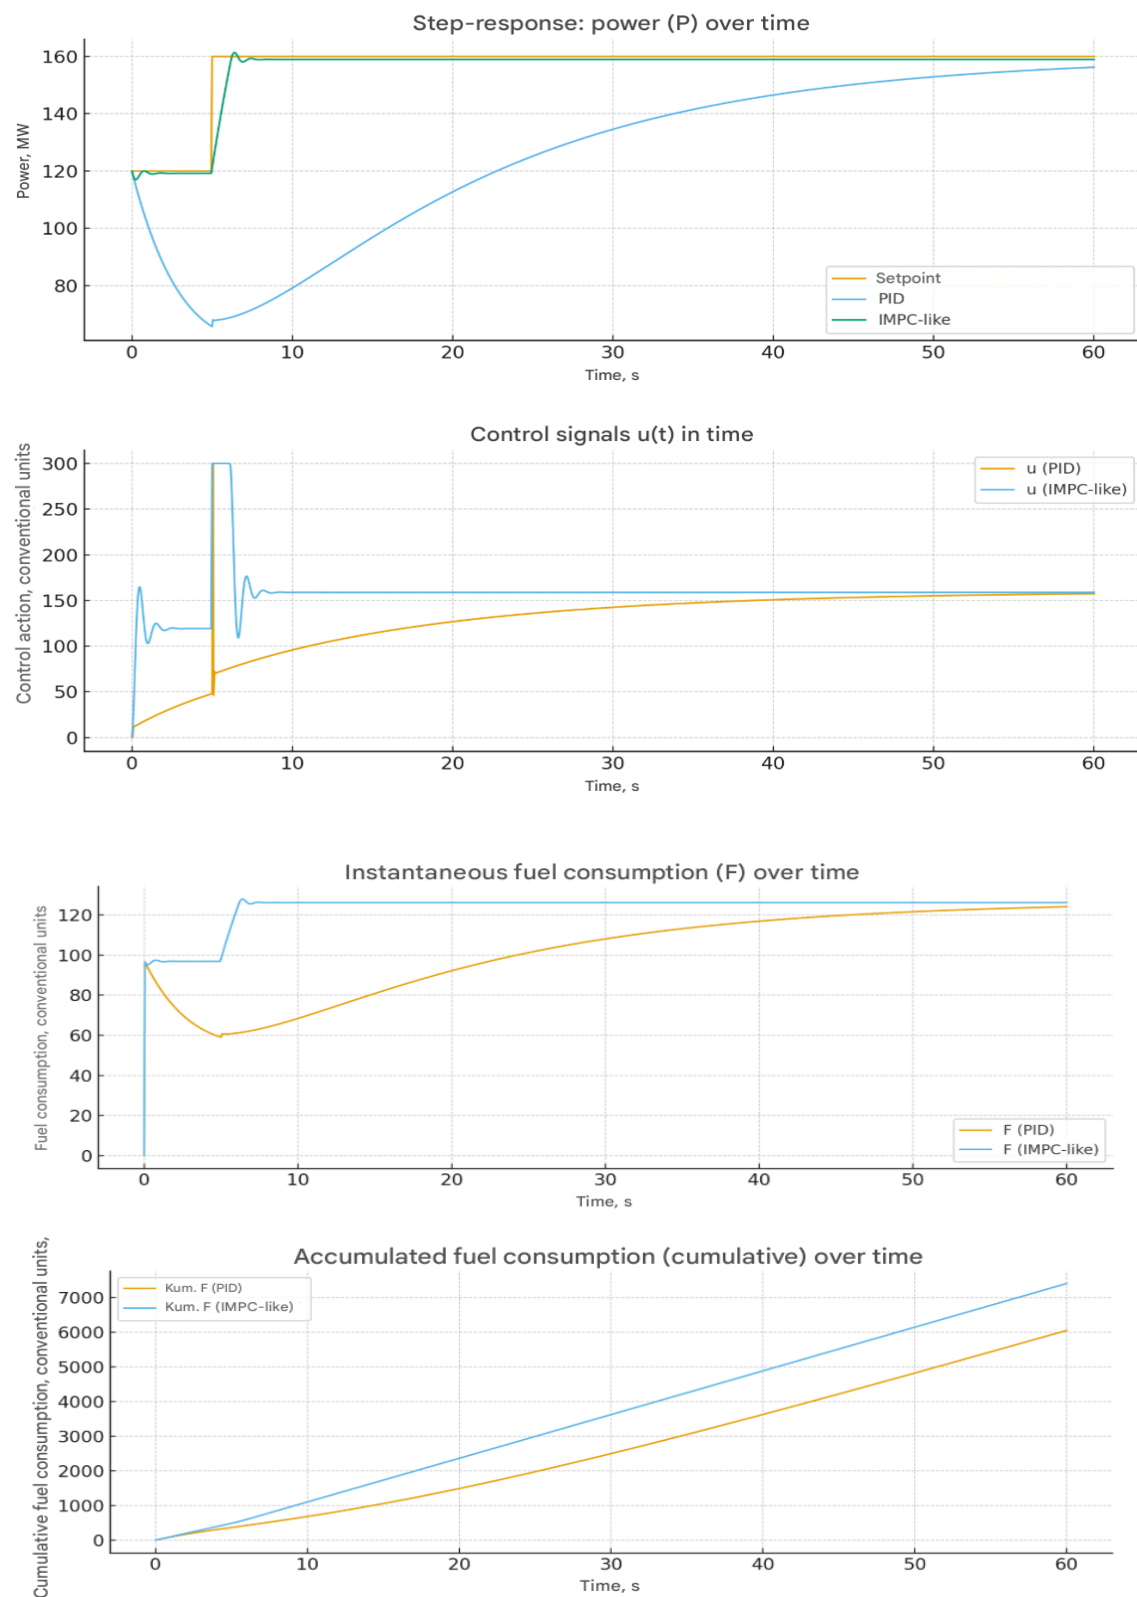 Step-response: power (P) over time
160
140
120
100
80
Power, MW
0 10 20 30 40 50 60
Time, s
Setpoint
PID
IMPC-like
Control signals u(t) in time
300
250
200
150
100
50
0
Control action, conventional units
0 10 20 30 40 50 60
Time, s
u (PID)
u (IMPC-like)
Instantaneous fuel consumption (F) over time
120
100
80
60
40
20
0
Fuel consumption, conventional units
0 10 20 30 40 50 60
Time, s
F (PID)
F (IMPC-like)
Accumulated fuel consumption (cumulative) over time
Kum. F (PID)
Kum. F (IMPC-like)
7000
6000
5000
4000
3000
2000
1000
0
Cumulative fuel consumption, conventional units,
0 10 20 30 40 50 60
Time, s